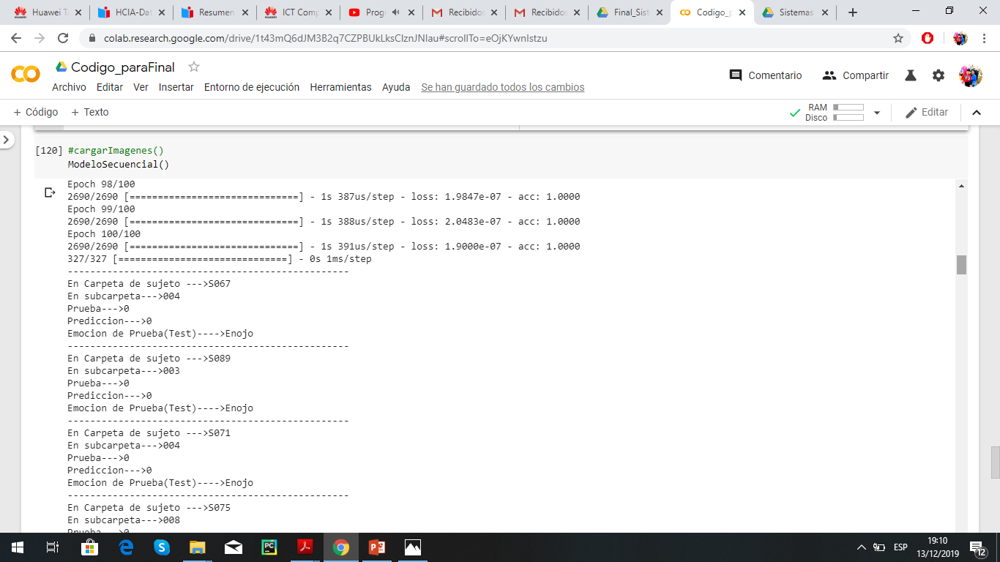 Huawei T
HCIA-Dat
Resumen
ICT Comp
Progr
Recibidos
Recibidos
Final_Sist
Codigo_p
Sistemas
colab.research.google.com/drive/1t43mQ6dJM3B2q7CZPBUkLksCIznJNIau#scrollTo=eOjKYwnIstzu
Codigo_paraFinal
Comentario
Compartir
Archivo Editar Ver Insertar Entorno de ejecución Herramientas Ayuda Se han guardado todos los cambios
+ Código + Texto
RAM
Disco
Editar
[120] #cargarImagenes()
ModeloSecuencial()
Epoch 98/100
2690/2690 [==============================] - 1s 387us/step - loss: 1.9847e-07 - acc: 1.0000
Epoch 99/100
2690/2690 [==============================] - 1s 388us/step - loss: 2.0483e-07 - acc: 1.0000
Epoch 100/100
2690/2690 [==============================] - 1s 391us/step - loss: 1.9000e-07 - acc: 1.0000
327/327 [==============================] - 0s 1ms/step
--------------------------------------------------
En Carpeta de sujeto --->S067
En subcarpeta--->004
Prueba--->0
Prediccion--->0
Emocion de Prueba(Test)---->Enojo
--------------------------------------------------
En Carpeta de sujeto --->S089
En subcarpeta--->003
Prueba--->0
Prediccion--->0
Emocion de Prueba(Test)---->Enojo
--------------------------------------------------
En Carpeta de sujeto --->S071
En subcarpeta--->004
Prueba--->0
Prediccion--->0
Emocion de Prueba(Test)---->Enojo
--------------------------------------------------
En Carpeta de sujeto --->S075
En subcarpeta--->008
Prueba--->0
ESP
19:10
13/12/2019
12